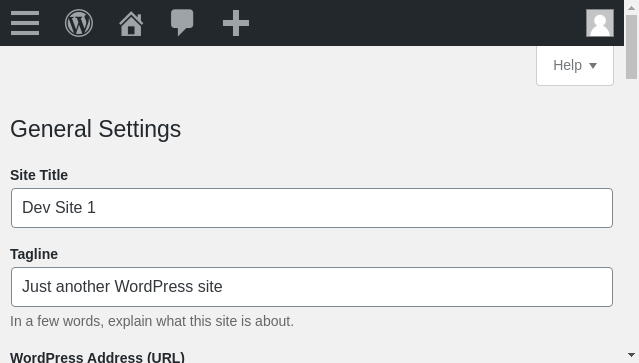 Help
General Settings
Site Title
Dev Site 1
Tagline
Just another WordPress site
In a few words, explain what this site is about.
WordPress Address (URL)